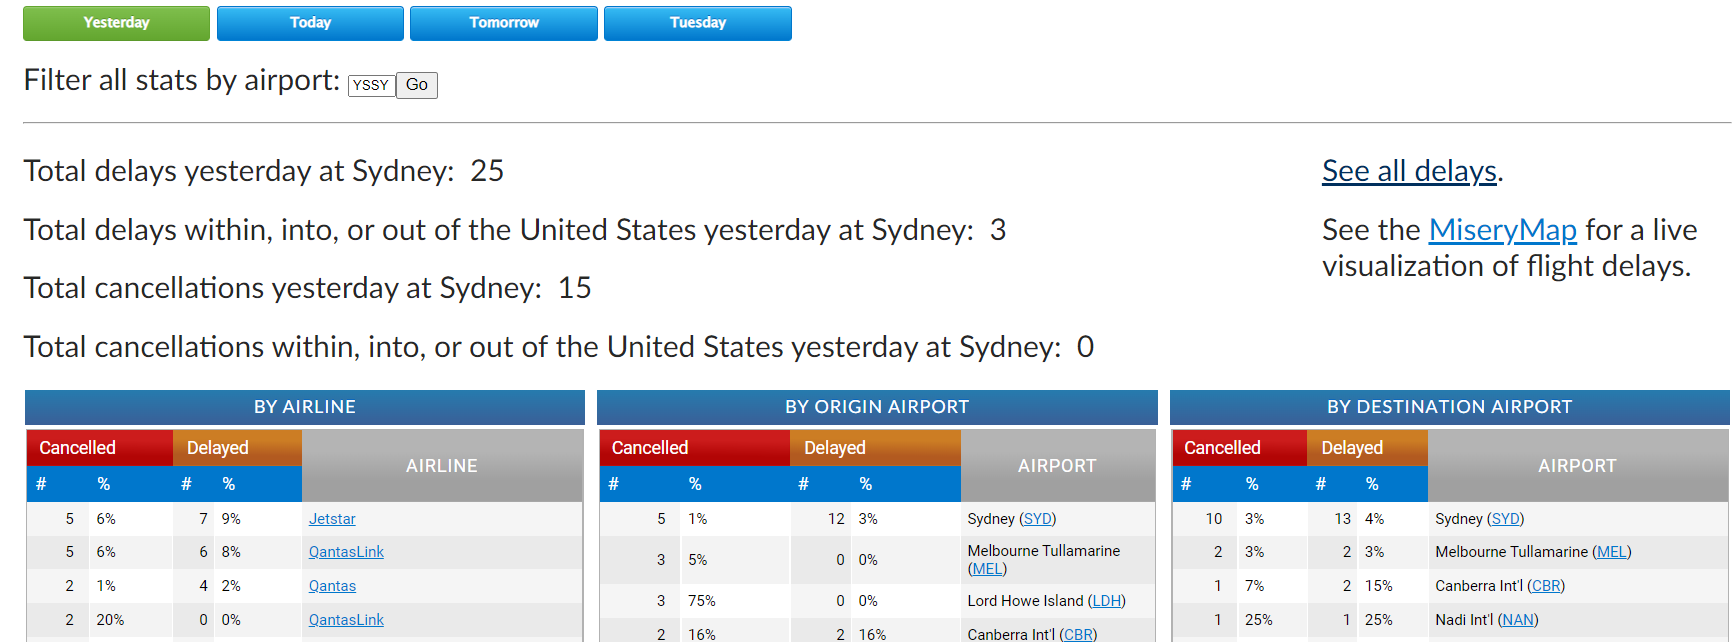 Yesterday Today Tomorrow Tuesday
Filter all stats by airport: YSSY Go
Total delays yesterday at Sydney: 25
See all delays.
Total delays within, into, or out of the United States yesterday at Sydney: 3
See the MiseryMap for a live
visualization of flight delays.
Total cancellations yesterday at Sydney: 15
Total cancellations within, into, or out of the United States yesterday at Sydney: 0
BY AIRLINE
Cancelled Delayed AIRLINE
# % # %
5 6% 7 9% Jetstar
5 6% 6 8% QantasLink
2 1% 4 2% Qantas
2 20% 0 0% QantasLink
BY ORIGIN AIRPORT
Cancelled Delayed AIRPORT
# % # %
5 1% 12 3% Sydney (SYD)
3 5% 0 0% Melbourne Tullamarine
(MEL)
3 75% 0 0% Lord Howe Island (LDH)
2 16% 2 16% Canberra Int'l (CBR)
BY DESTINATION AIRPORT
Cancelled Delayed AIRPORT
# % # %
10 3% 13 4% Sydney (SYD)
2 3% 2 3% Melbourne Tullamarine (MEL)
1 7% 2 15% Canberra Int'l (CBR)
1 25% 1 25% Nadi Int'l (NAN)